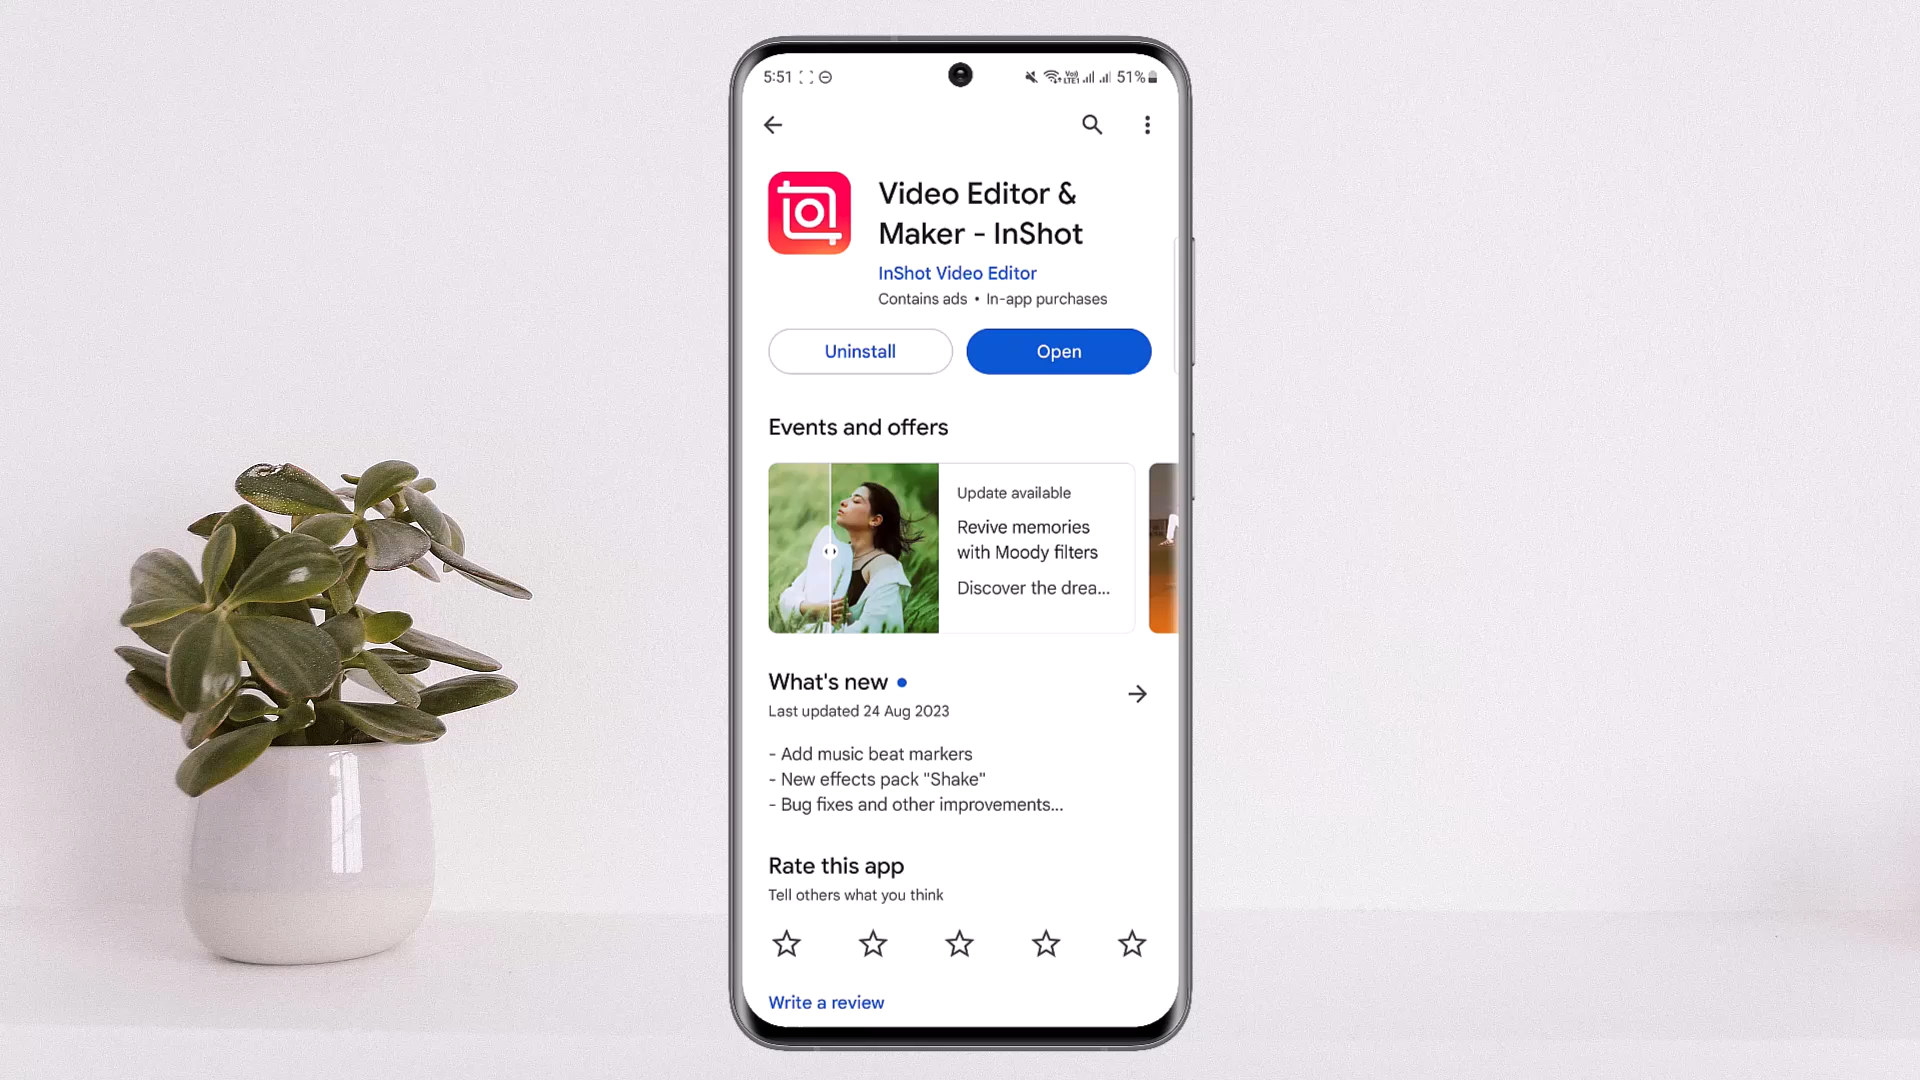 5:51
51%
Video Editor &
Maker - InShot
InShot Video Editor
Contains ads • In-app purchases
Uninstall
Open
Events and offers
Update available
Revive memories
with Moody filters
Discover the drea...
What's new
Last updated 24 Aug 2023
- Add music beat markers
- New effects pack "Shake"
- Bug fixes and other improvements...
Rate this app
Tell others what you think
Write a review